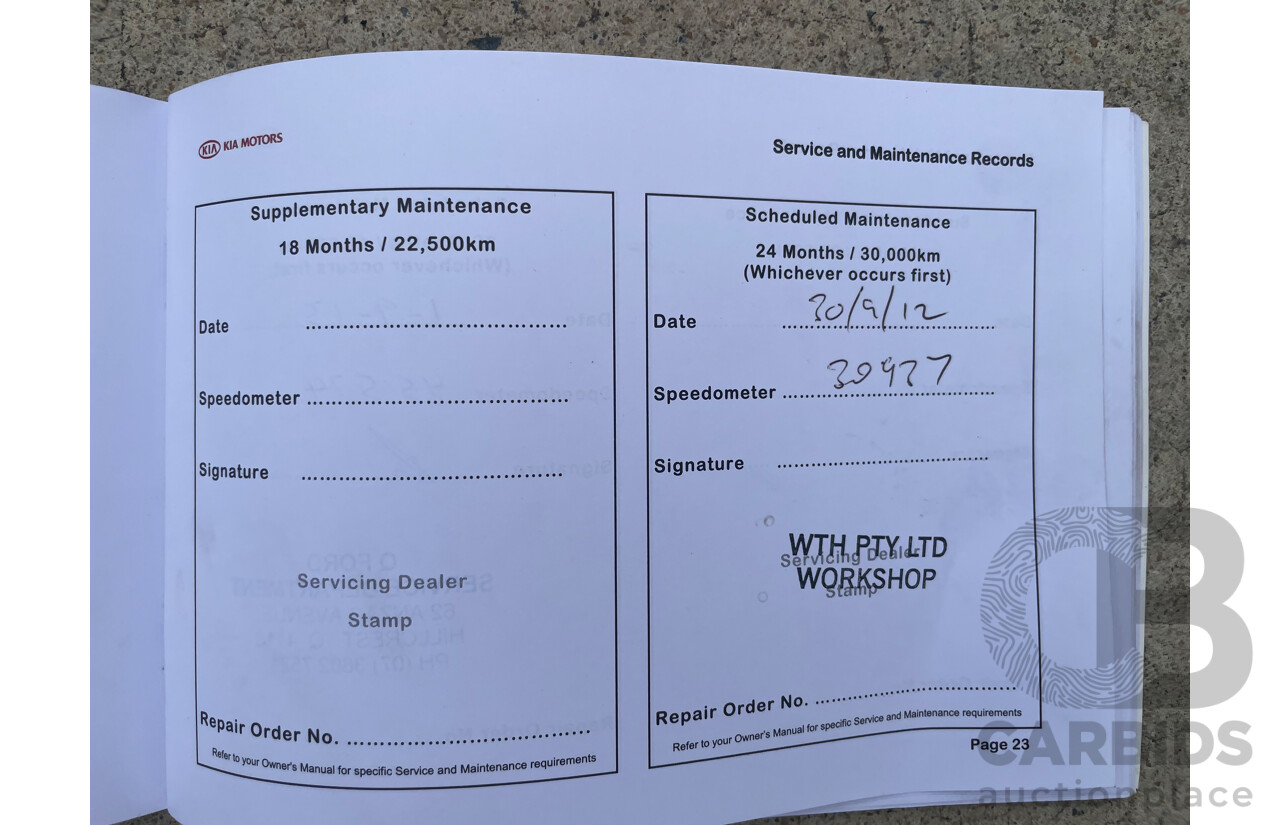 KIA KIA MOTORS
Service and Maintenance Records
Supplementary Maintenance
18 Months / 22,500km
Date
Speedometer
Signature
Servicing Dealer
Stamp
Repair Order No.
Refer to your Owner's Manual for specific Service and Maintenance requirements
Scheduled Maintenance
24 Months / 30,000km
(Whichever occurs first)
Date 30/9/12
Speedometer 30977
Signature
WTH PTY LTD
Servicing Dealer
WORKSHOP
Stamp
Repair Order No.
Refer to your Owner's Manual for specific Service and Maintenance requirements
Page 23
CB
CARBIDS
auctionplace